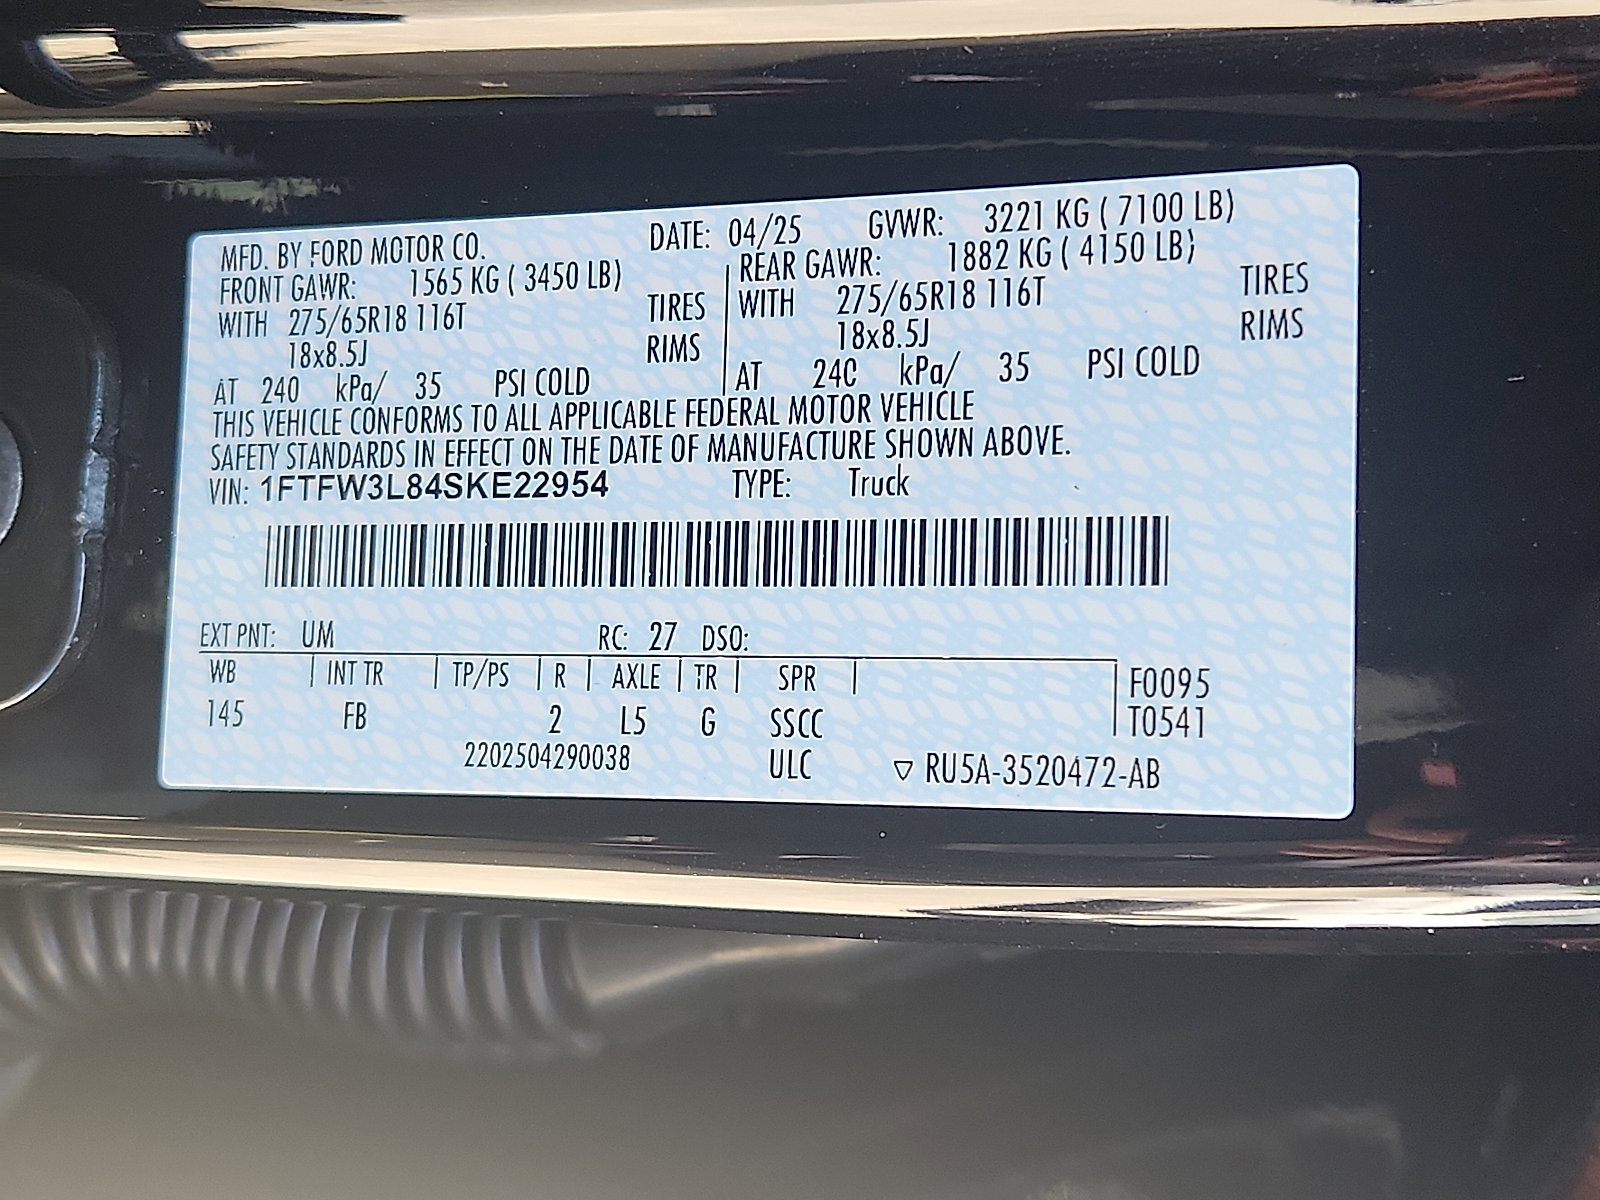 MFD. BY FORD MOTOR CO. DATE: 04/25 GVWR: 3221 KG ( 7100 LB)
FRONT GAWR: 1565 KG ( 3450 LB) REAR GAWR: 1882 KG ( 4150 LB)
WITH 275/65R18 116T TIRES WITH 275/65R18 116T TIRES
18x8.5J RIMS 18x8.5J RIMS
AT 240 kPa/ 35 PSI COLD AT 240 kPa/ 35 PSI COLD
THIS VEHICLE CONFORMS TO ALL APPLICABLE FEDERAL MOTOR VEHICLE
SAFETY STANDARDS IN EFFECT ON THE DATE OF MANUFACTURE SHOWN ABOVE.
VIN: 1FTFW3L84SKE22954 TYPE: Truck
EXT PNT: UM RC: 27 DSO:
WB | INT TR | TP/PS | R | AXLE | TR | SPR | F0095
145 FB 2 L5 G SSCC T0541
2202504290038 ULC ▽ RU5A-3520472-AB